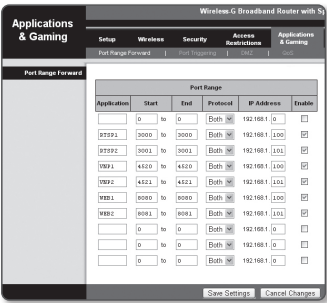 Wireless-G Broadband Router with
Applications & Gaming
Setup Wireless Security Access Restrictions Applications & Gaming
Port Range Forward | Port Triggering | DMZ | QoS
Port Range Forward
Port Range
Application Start End Protocol IP Address Enable
0 to 0 Both 192.168.1. 0
RTSP1 3000 to 3000 Both 192.168.1. 100
RTSP2 3001 to 3001 Both 192.168.1. 101
VNP1 4520 to 4520 Both 192.168.1. 100
VNP2 4521 to 4521 Both 192.168.1. 101
WEB1 8080 to 8080 Both 192.168.1. 100
WEB2 8081 to 8081 Both 192.168.1. 101
0 to 0 Both 192.168.1. 0
0 to 0 Both 192.168.1. 0
0 to 0 Both 192.168.1. 0
Save Settings Cancel Changes